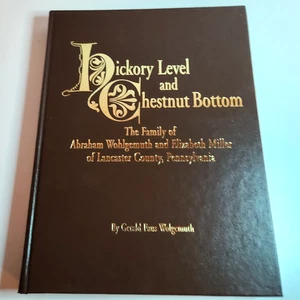 Hickory Level
and
Chestnut Bottom
The Family of
Abraham Wohlgemuth and Elizabeth Miller
of Lancaster County, Pennsylvania
By Gerald Wolgemuth